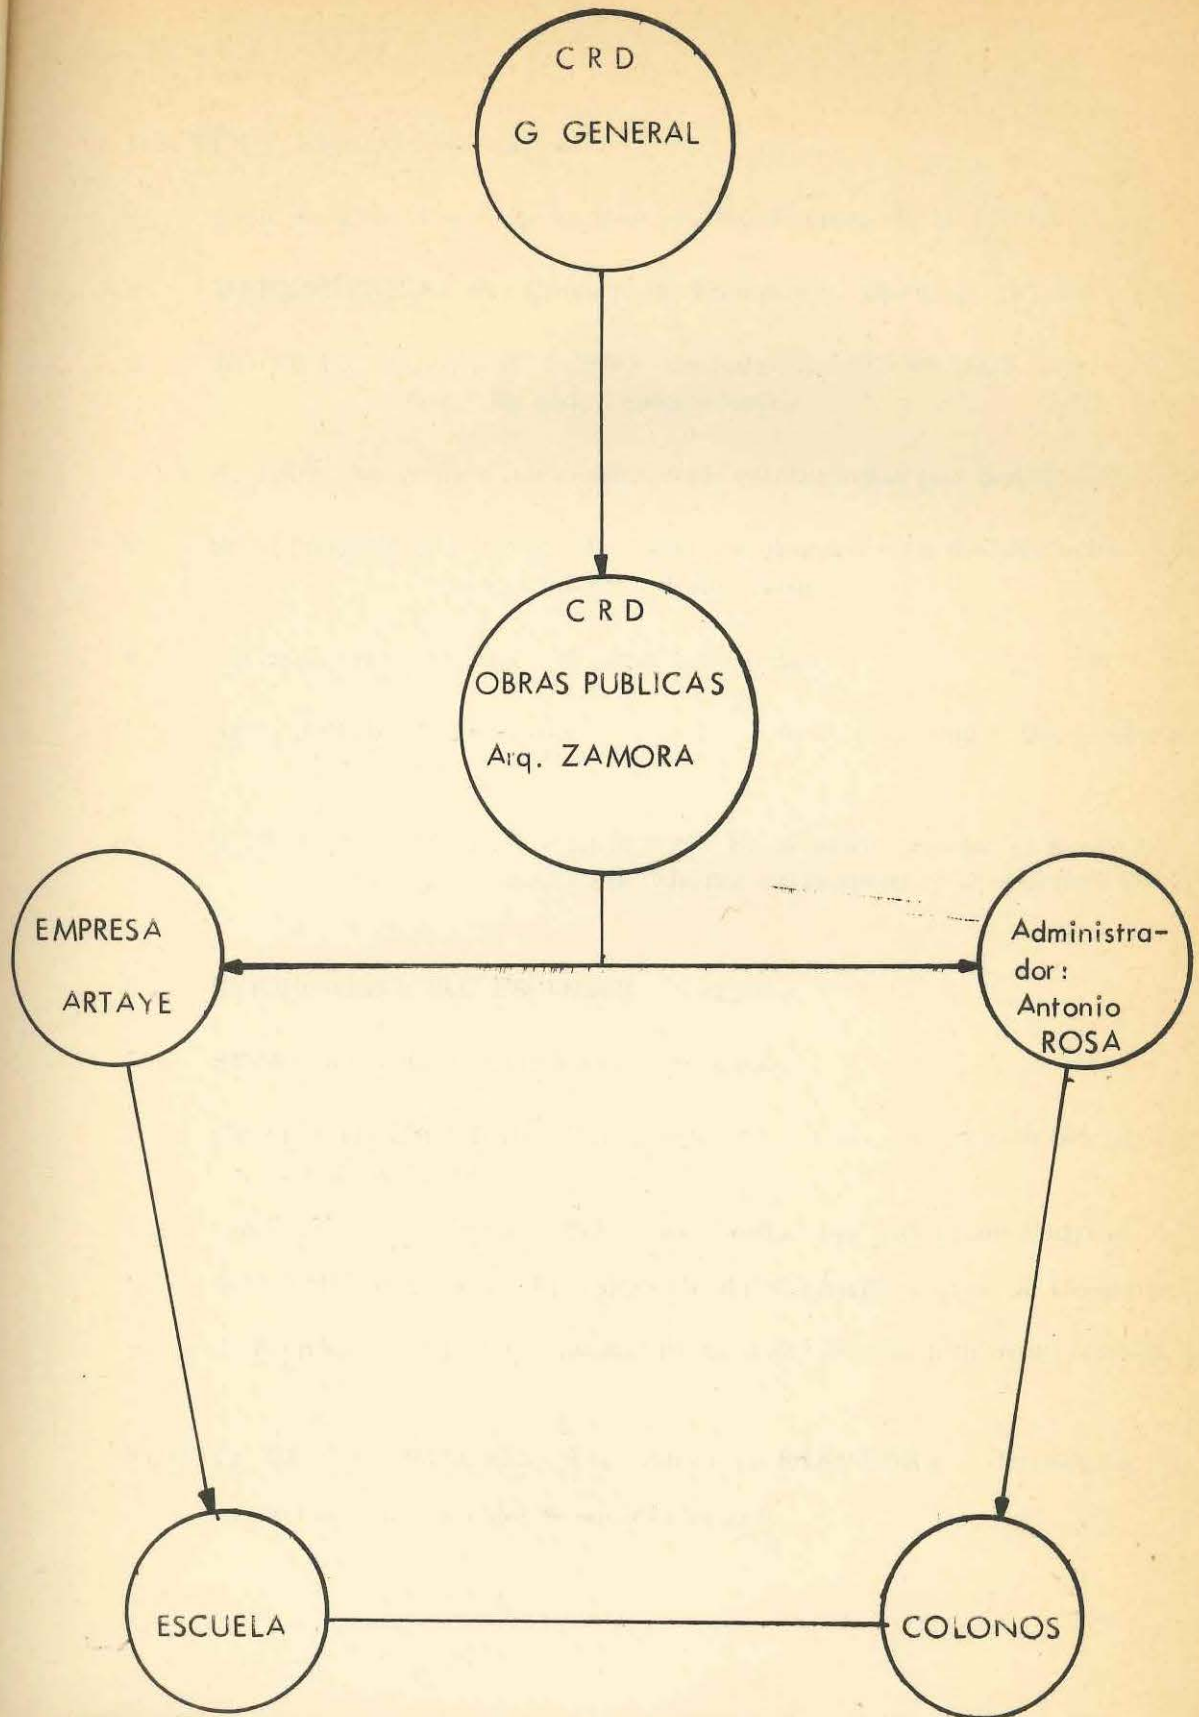 C R D
G GENERAL
C R D
OBRAS PUBLICAS
Arq. ZAMORA
EMPRESA
ARTAYE
Administra-
dor:
Antonio
ROSA
ESCUELA
COLONOS